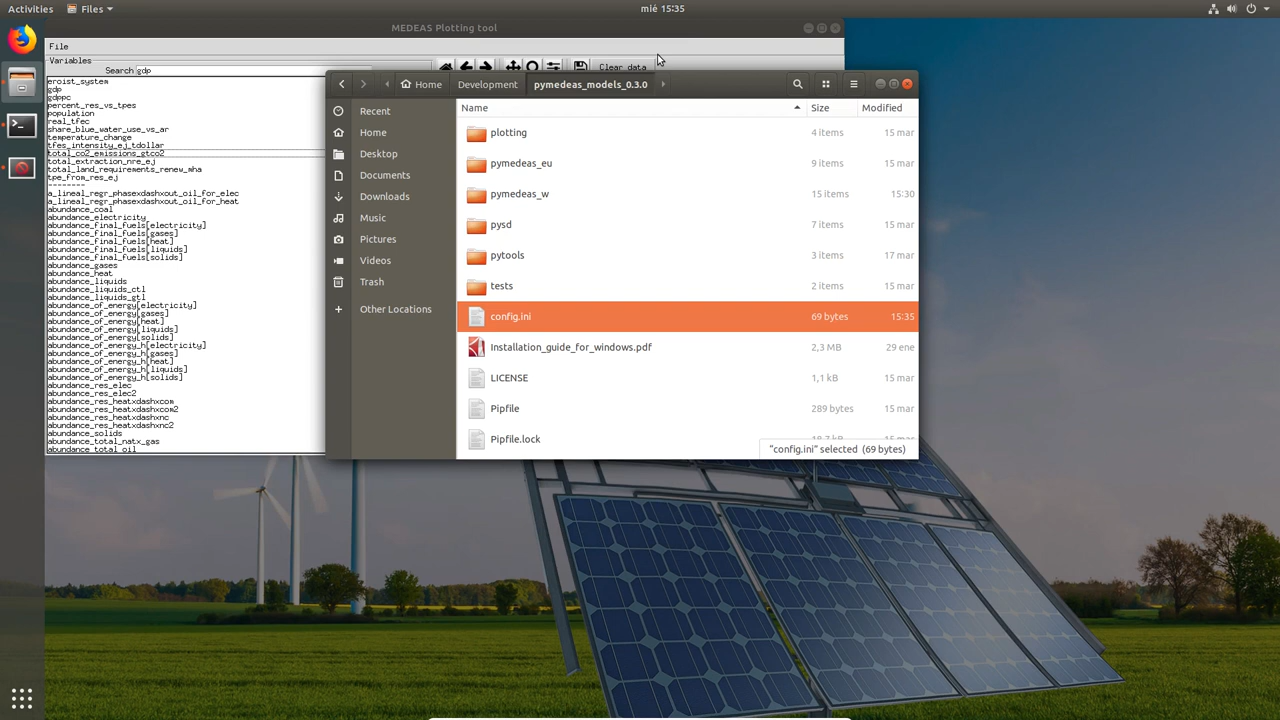 Activities Files mié 15:35
MEDEAS Plotting tool
File
Variables
Search gdp
Clear data
eroist_system
gdp
gdppc
percent_res_vs_tpes
population
real_tfec
share_blue_water_use_vs_ar
temperature_change
tfes_intensity_ej_tdollar
total_co2_emissions_gtco2
total_extraction_nre_ej
total_land_requirements_renew_mha
tpe_from_res_ej
--------
a_lineal_regr_phasexdashxout_oil_for_elec
a_lineal_regr_phasexdashxout_oil_for_heat
abundance_coal
abundance_electricity
abundance_final_fuels[electricity]
abundance_final_fuels[gases]
abundance_final_fuels[heat]
abundance_final_fuels[liquids]
abundance_final_fuels[solids]
abundance_gases
abundance_heat
abundance_liquids
abundance_liquids_ctl
abundance_liquids_gtl
abundance_of_energy[electricity]
abundance_of_energy[gases]
abundance_of_energy[heat]
abundance_of_energy[liquids]
abundance_of_energy[solids]
abundance_of_energy_h[electricity]
abundance_of_energy_h[gases]
abundance_of_energy_h[heat]
abundance_of_energy_h[liquids]
abundance_of_energy_h[solids]
abundance_res_elec
abundance_res_elec2
abundance_res_heatxdashxcom
abundance_res_heatxdashxcom2
abundance_res_heatxdashxnc
abundance_res_heatxdashxnc2
abundance_solids
abundance_total_natx_gas
abundance_total_oil
Home Development pymedeas_models_0.3.0
Recent
Home
Desktop
Documents
Downloads
Music
Pictures
Videos
Trash
Other Locations
Name Size Modified
plotting 4 items 15 mar
pymedeas_eu 9 items 15 mar
pymedeas_w 15 items 15:30
pysd 7 items 15 mar
pytools 3 items 17 mar
tests 2 items 15 mar
config.ini 69 bytes 15:35
Installation_guide_for_windows.pdf 2,3 MB 29 ene
LICENSE 1,1 kB 15 mar
Pipfile 289 bytes 15 mar
Pipfile.lock 18,7 kB 15 mar
"config.ini" selected (69 bytes)